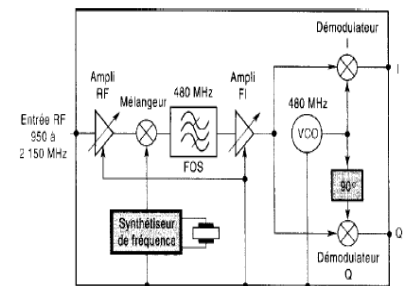 Démodulateur
I
Ampli
RF
Mélangeur
480 MHz
Ampli
FI
480 MHz
I
Entrée RF
950 à
2 150 MHz
FOS
VCO
90°
Synthétiseur
de fréquence
Démodulateur
Q
Q